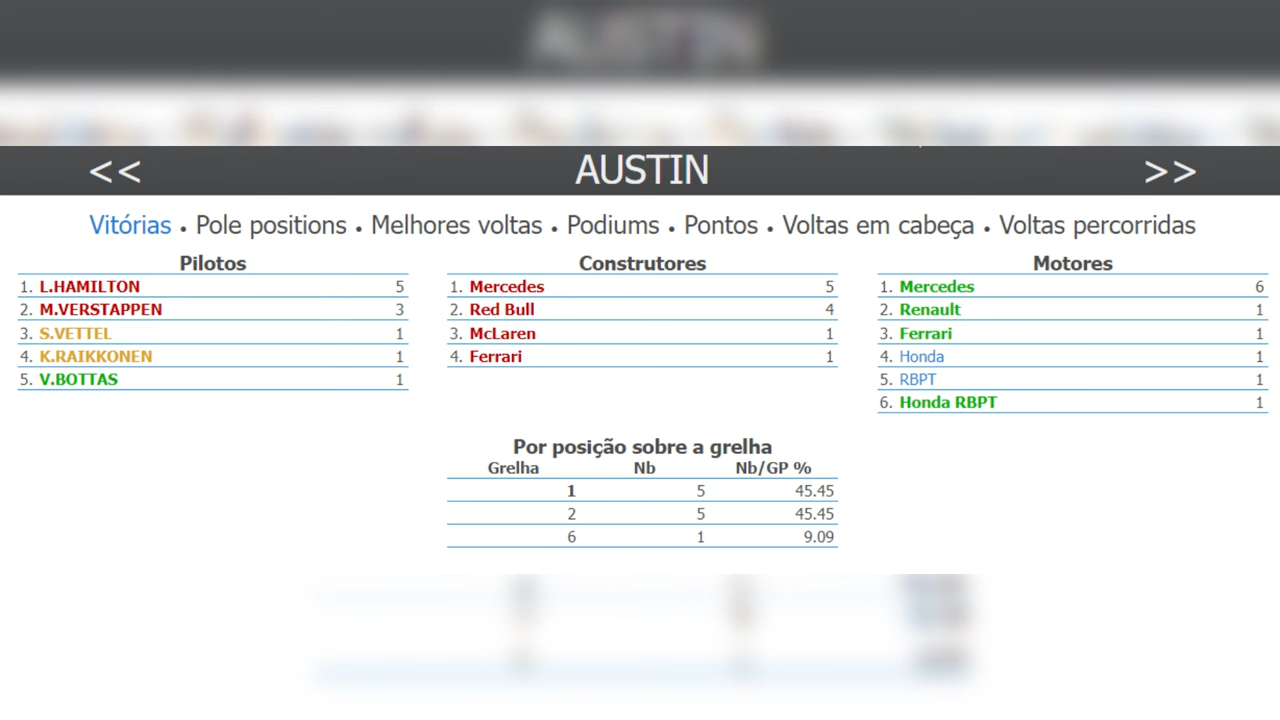 << AUSTIN >>
Vitórias • Pole positions • Melhores voltas • Podiums • Pontos • Voltas em cabeça • Voltas percorridas
Pilotos
1. L.HAMILTON 5
2. M.VERSTAPPEN 3
3. S.VETTEL 1
4. K.RAIKKONEN 1
5. V.BOTTAS 1
Construtores
1. Mercedes 5
2. Red Bull 4
3. McLaren 1
4. Ferrari 1
Motores
1. Mercedes 6
2. Renault 1
3. Ferrari 1
4. Honda 1
5. RBPT 1
6. Honda RBPT 1
Por posição sobre a grelha
Grelha Nb Nb/GP %
1 5 45.45
2 5 45.45
6 1 9.09